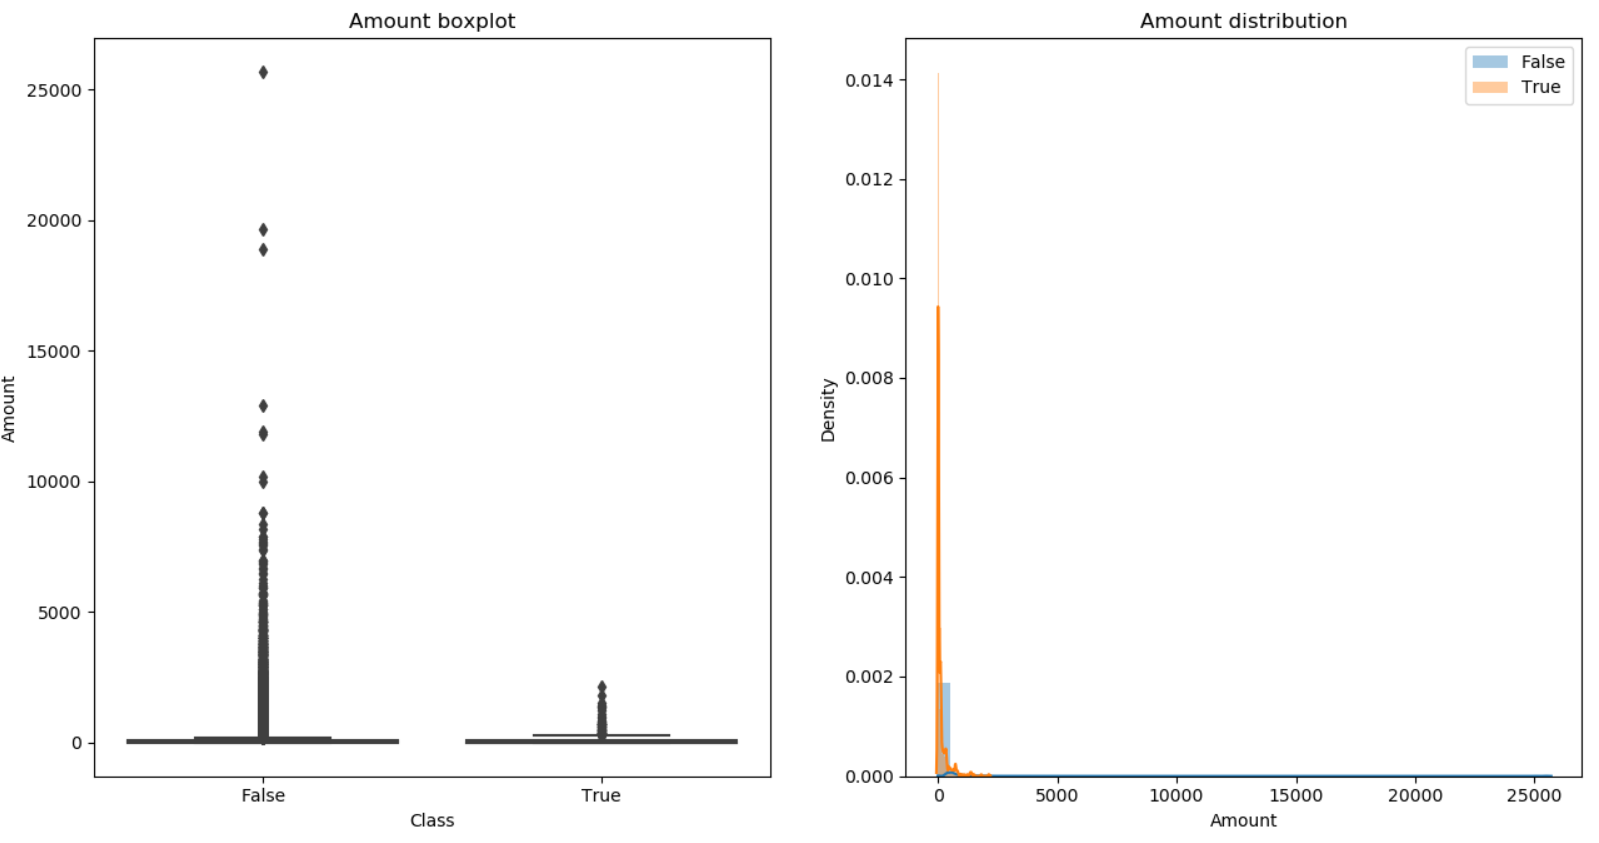 Amount boxplot
25000
20000
15000
10000
5000
0
Amount
False
True
Class
Amount distribution
False
True
0.014
0.012
0.010
0.008
0.006
0.004
0.002
0.000
Density
0
5000
10000
15000
20000
25000
Amount